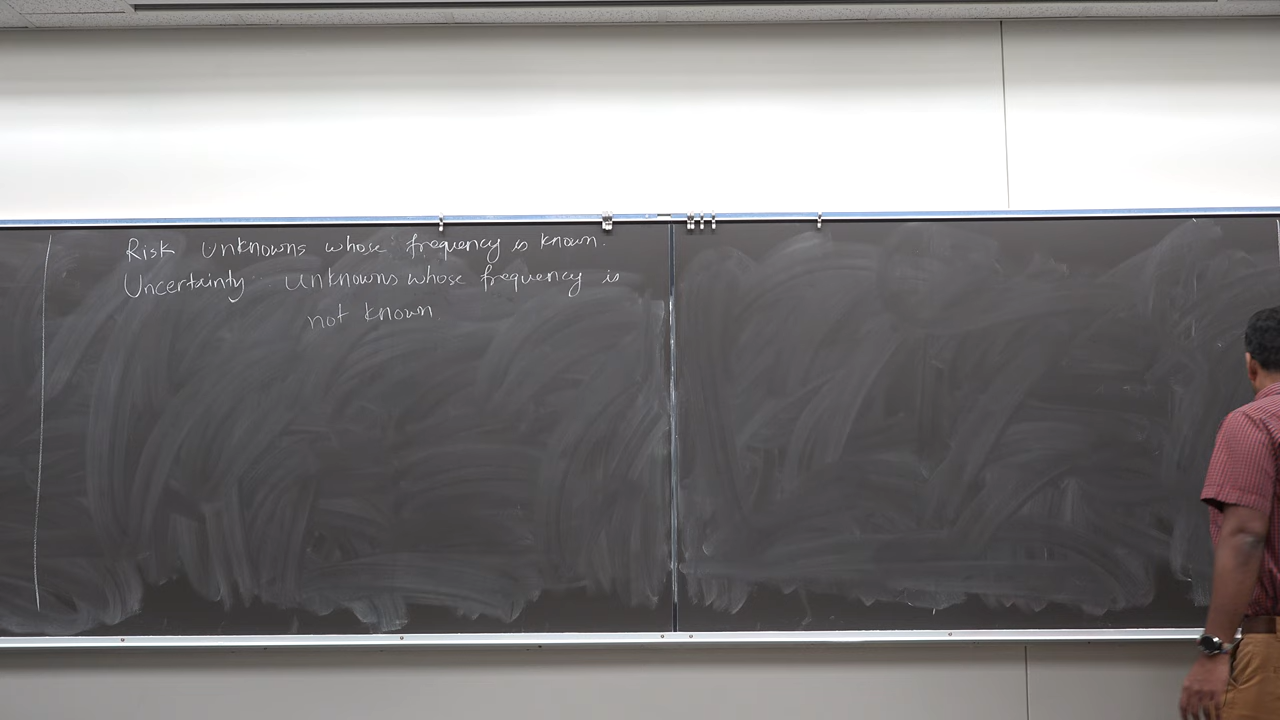 Risk Unknowns whose frequency is known.
Uncertainty Unknowns whose frequency is
not known.